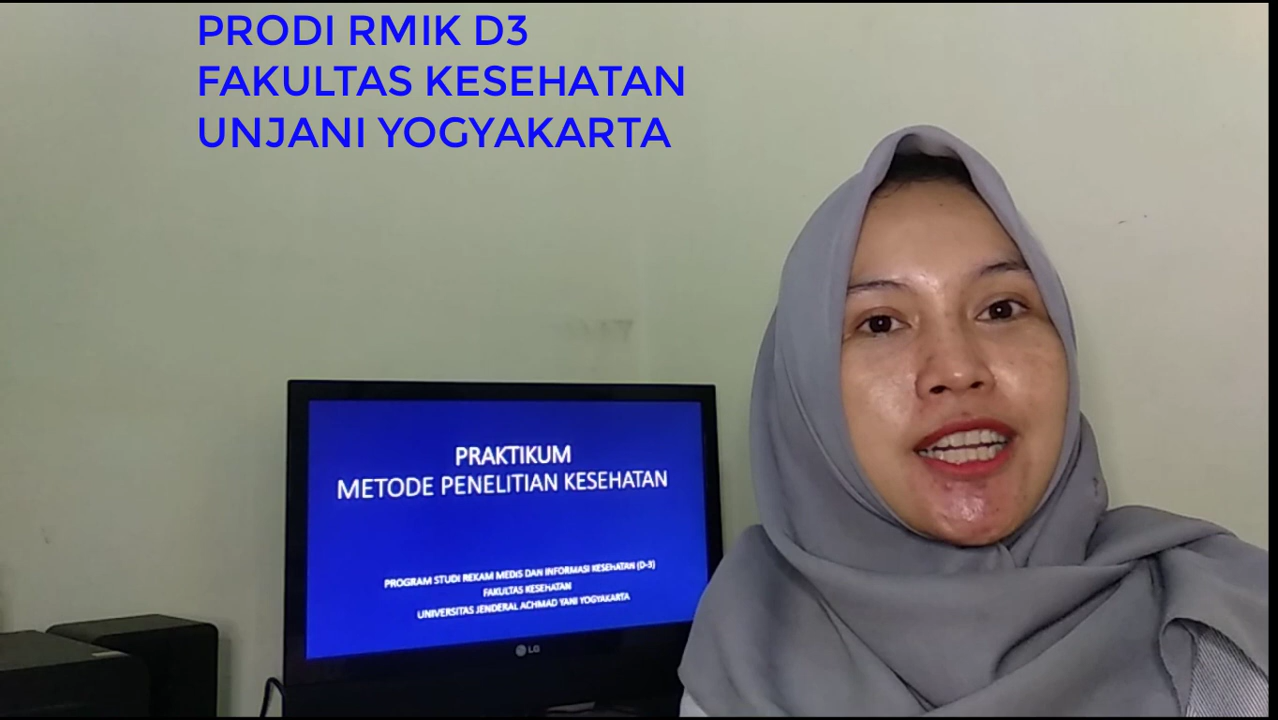 PRODI RMIK D3
FAKULTAS KESEHATAN
UNJANI YOGYAKARTA
PRAKTIKUM
METODE PENELITIAN KESEHATAN
PROGRAM STUDI REKAM MEDIS DAN INFORMASI KESEHATAN (D-3)
FAKULTAS KESEHATAN
UNIVERSITAS JENDERAL ACHMAD YANI YOGYAKARTA
LG